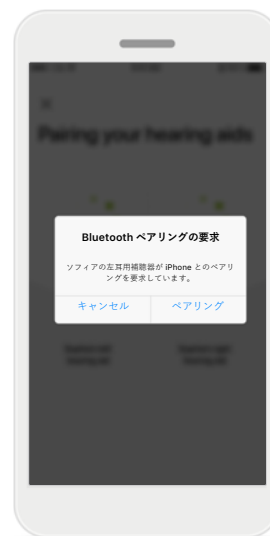 Pairing your hearing aids
Bluetooth ペアリングの要求
ソフィアの左耳用補聴器が iPhone とのペアリ
ングを要求しています。
キャンセル
ペアリング